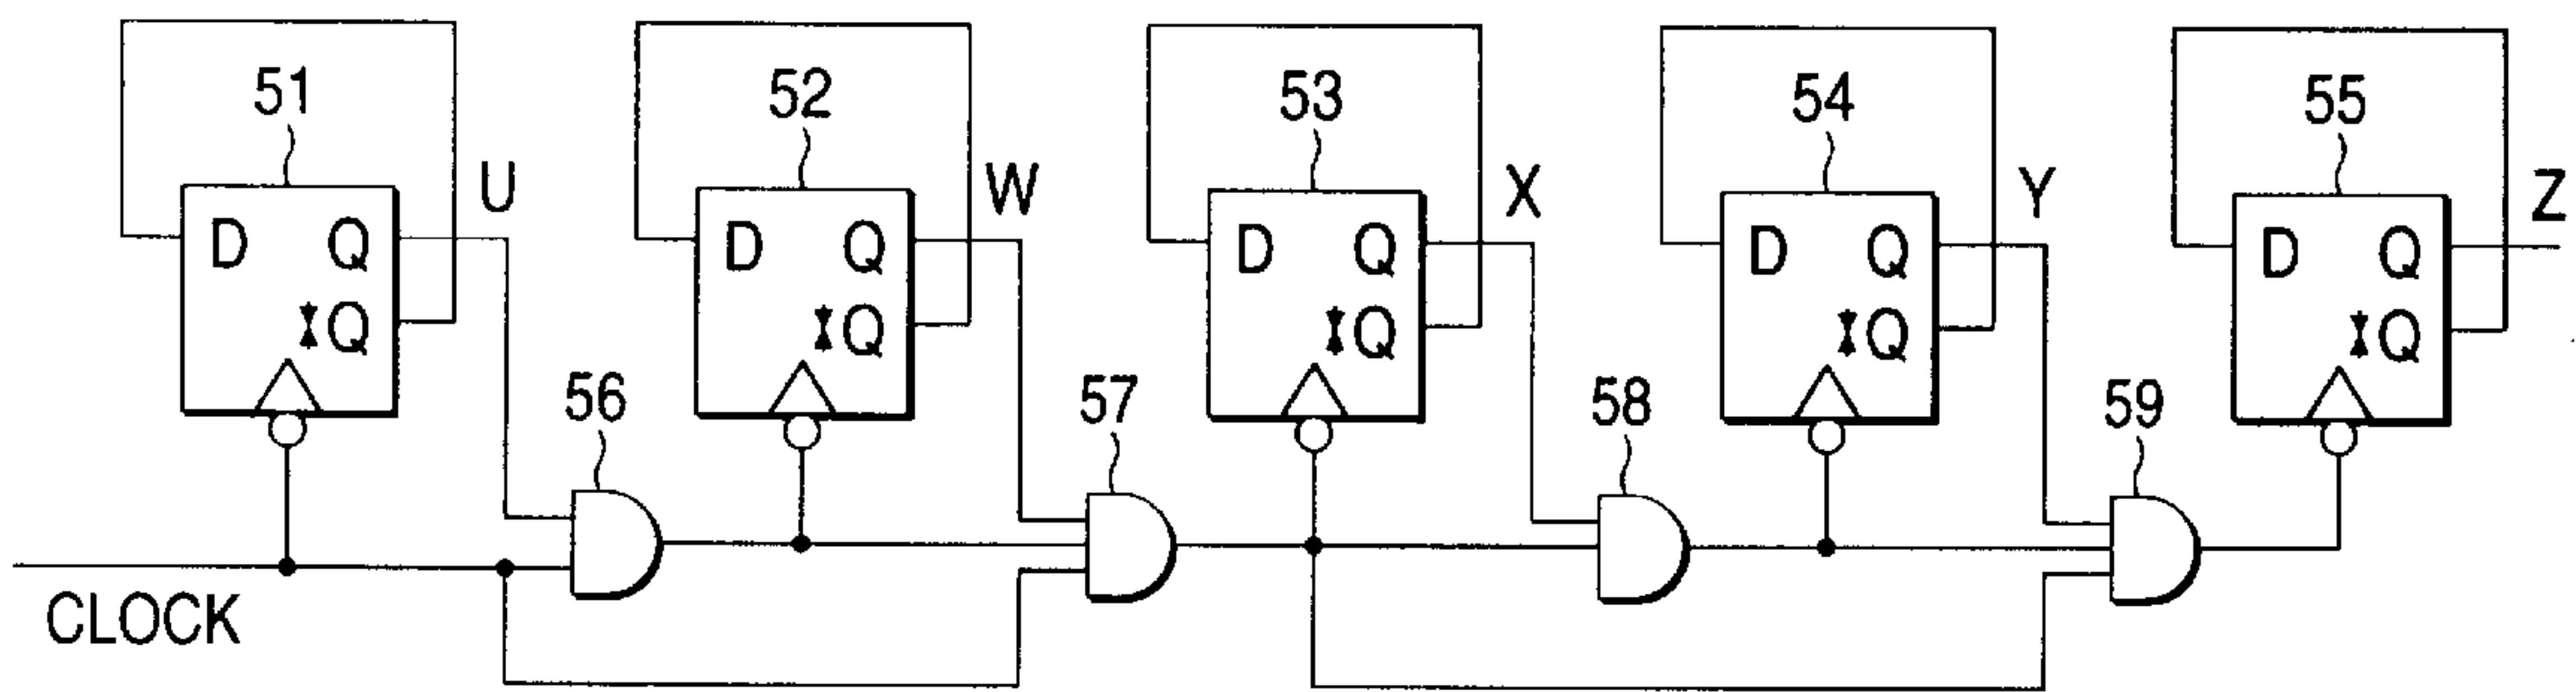 51 52 53 54 55
U W X Y Z
D Q D Q D Q D Q D Q
*Q *Q *Q *Q *Q
56 57 58 59
CLOCK